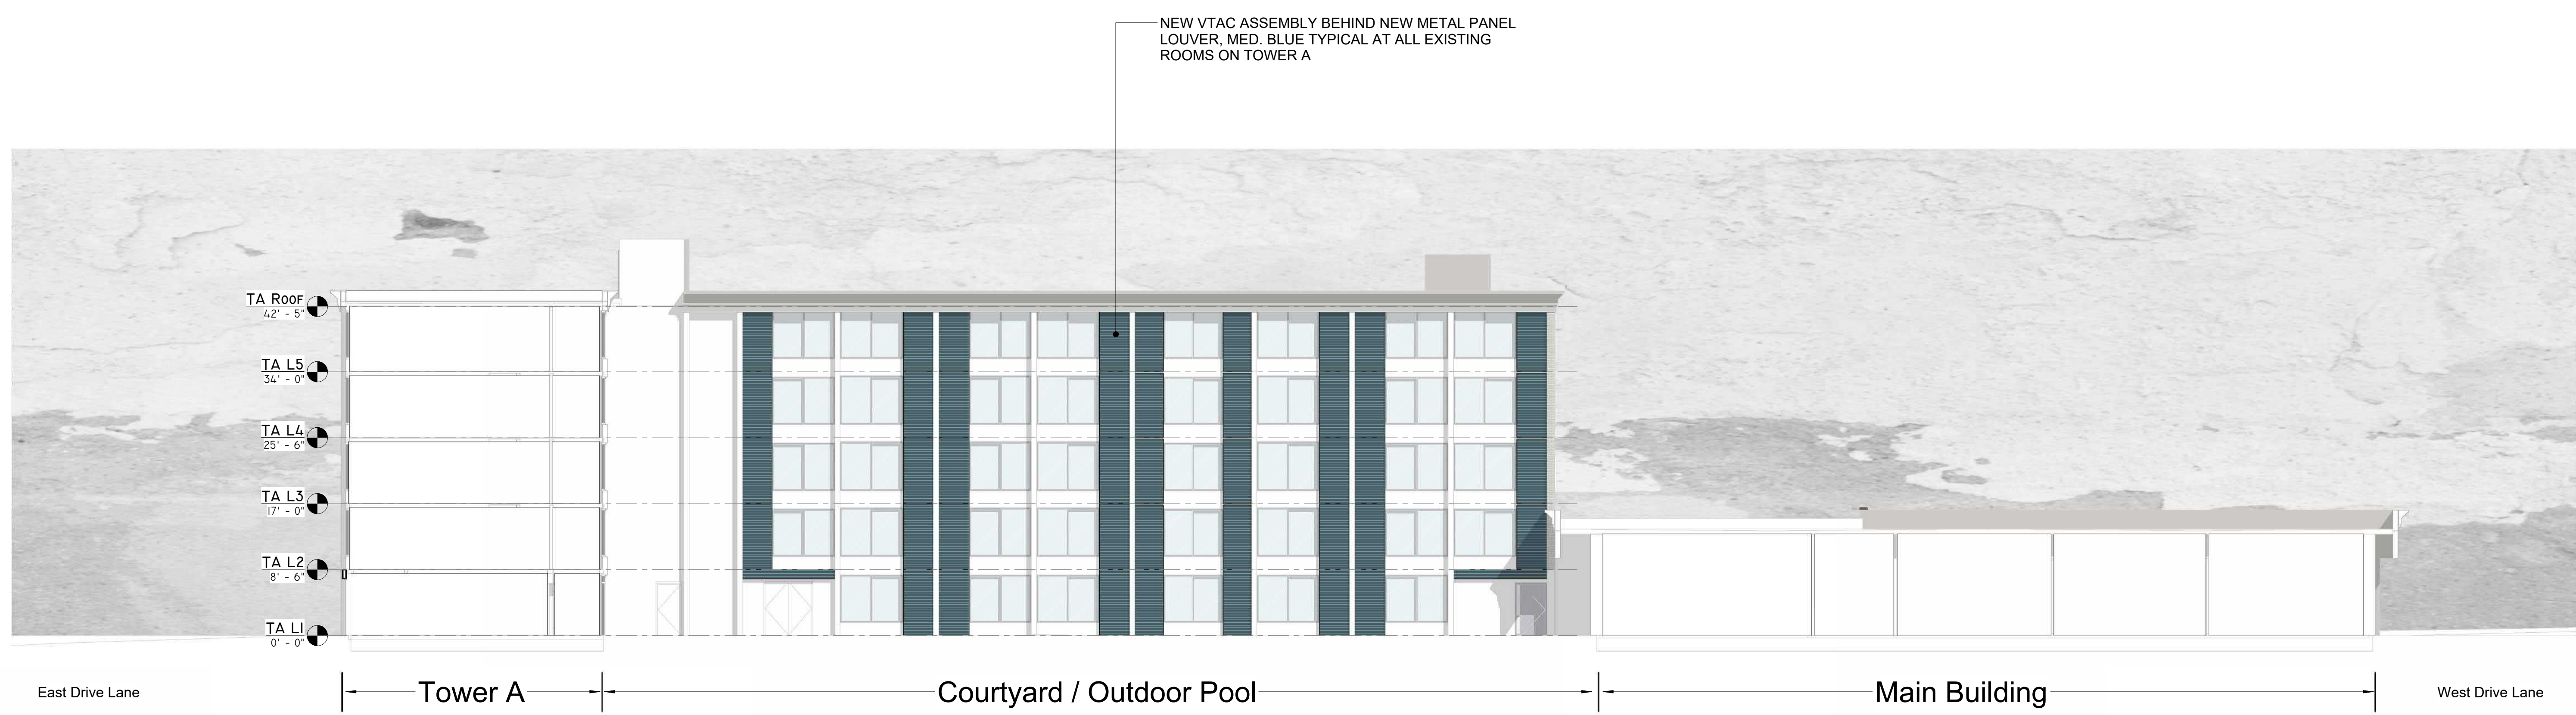 NEW VTAC ASSEMBLY BEHIND NEW METAL PANEL
LOUVER, MED. BLUE TYPICAL AT ALL EXISTING
ROOMS ON TOWER A
TA ROOF
42' - 5"
TA L5
34' - 0"
TA L4
25' - 6"
TA L3
17' - 0"
TA L2
8' - 6"
TA L1
0' - 0"
East Drive Lane
Tower A
Courtyard / Outdoor Pool
Main Building
West Drive Lane